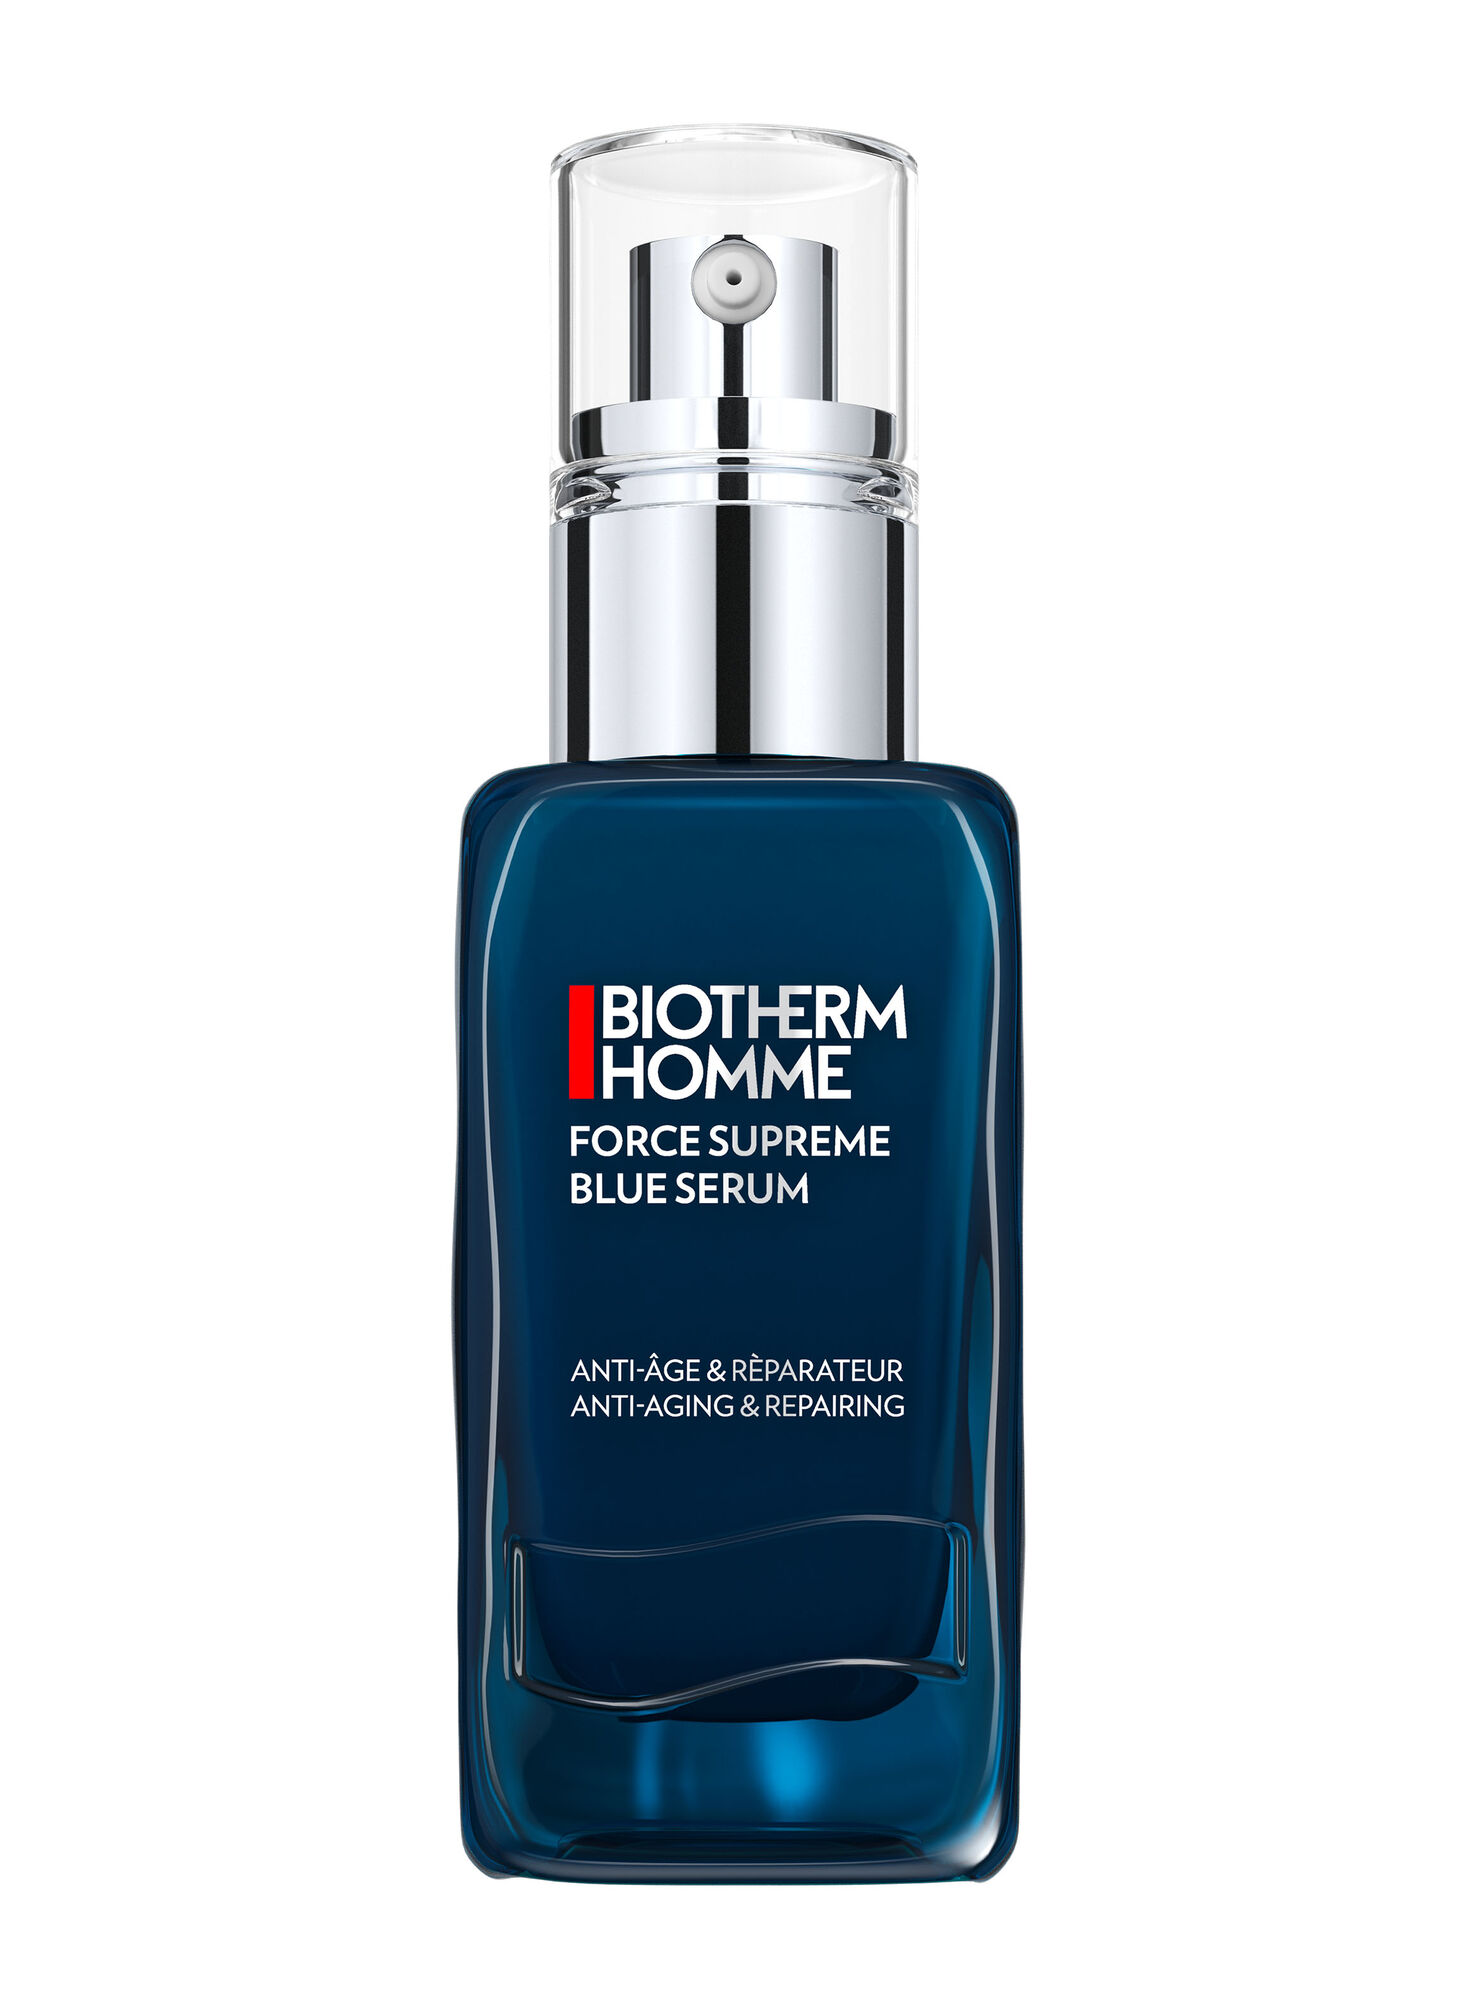 BIOTHERM
HOMME
FORCE SUPREME
BLUE SERUM
ANTI-ÂGE & RÈPARATEUR
ANTI-AGING & REPAIRING